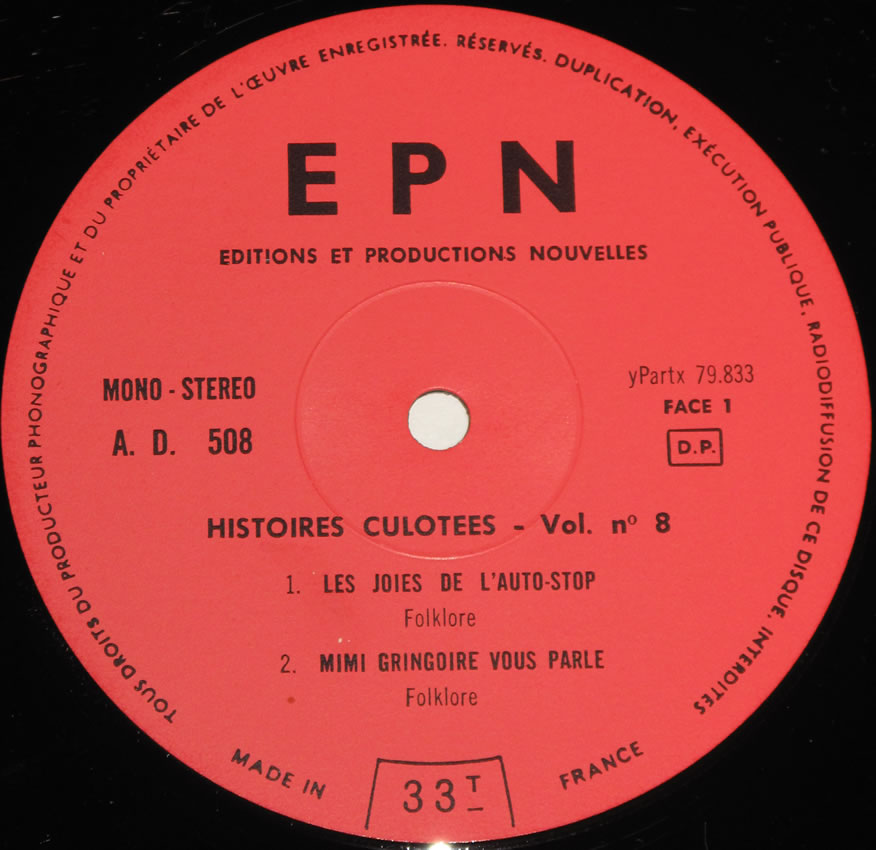 TOUS DROITS DU PRODUCTEUR PHONOGRAPHIQUE ET DU PROPRIÉTAIRE DE L'ŒUVRE ENREGISTRÉE. RÉSERVÉS. DUPLICATION, EXÉCUTION PUBLIQUE, RADIODIFFUSION DE CE DISQUE. INTERDITES
E P N
EDIT!ONS ET PRODUCTIONS NOUVELLES
MONO - STEREO
A. D. 508
yPartx 79.833
FACE 1
D.P.
HISTOIRES CULOTEES - Vol. nº 8
1. LES JOIES DE L'AUTO-STOP
Folklore
2. MIMI GRINGOIRE VOUS PARLE
Folklore
MADE IN FRANCE
33T